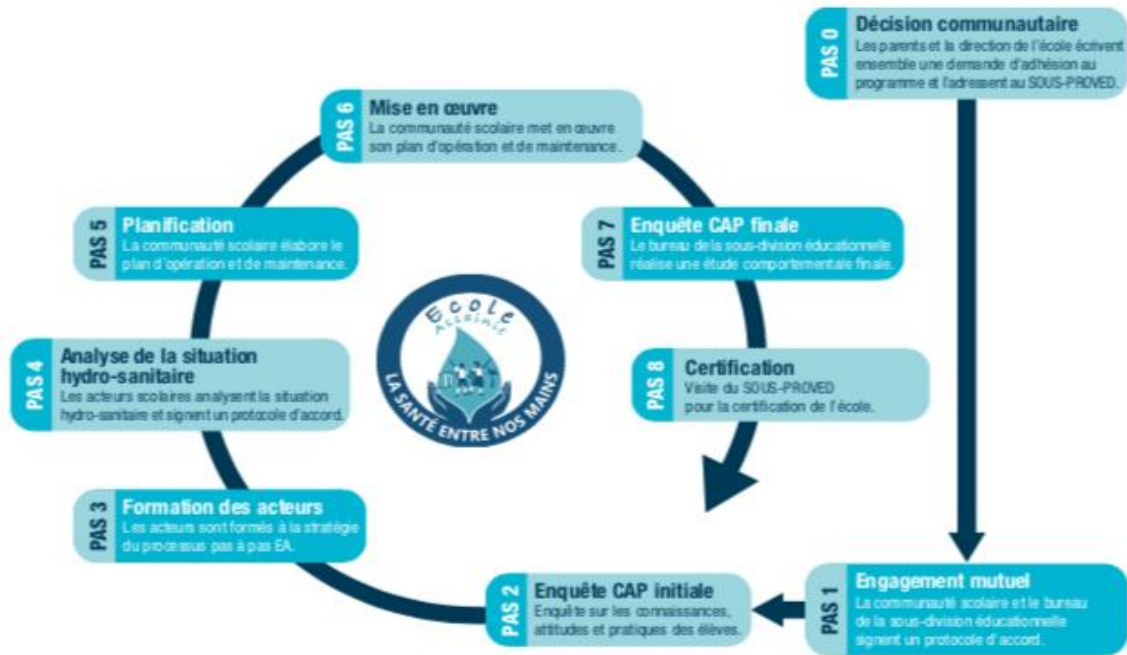 PAS 0
Décision communautaire
Les parents et la direction de l'école écrivent
ensemble une demande d'adhésion au
programme et l'adressent au SOUS-PROVED.
PAS 1
Engagement mutuel
La communauté scolaire et le bureau
de la sous-division éducationnelle
signent un protocole d'accord.
PAS 2
Enquête CAP initiale
Enquête sur les connaissances,
attitudes et pratiques des élèves.
PAS 3
Formation des acteurs
Les acteurs sont formés à la stratégie
du processus pas à pas EA.
PAS 4
Analyse de la situation
hydro-sanitaire
Les acteurs scolaires analysent la situation
hydro-sanitaire et signent un protocole d'accord.
PAS 5
Planification
La communauté scolaire élabore le
plan d'opération et de maintenance.
PAS 6
Mise en œuvre
La communauté scolaire met en œuvre
son plan d'opération et de maintenance.
PAS 7
Enquête CAP finale
Le bureau de la sous-division éducationnelle
réalise une étude comportementale finale.
PAS 8
Certification
Visite du SOUS-PROVED
pour la certification de l'école.
Ecole
Assainie
LA SANTÉ ENTRE NOS MAINS